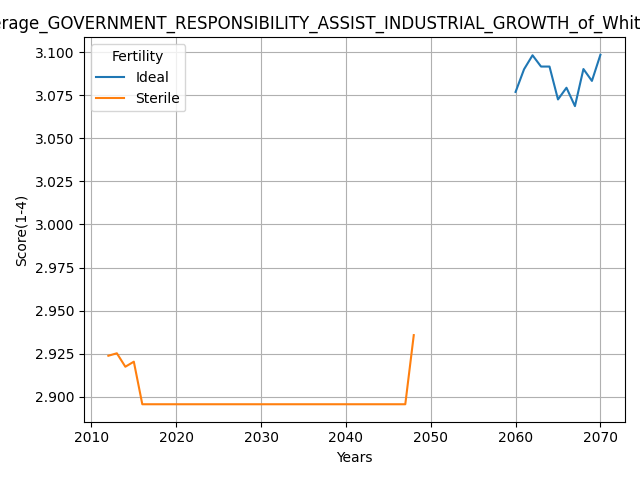 erage_GOVERNMENT_RESPONSIBILITY_ASSIST_INDUSTRIAL_GROWTH_of_Whit
Fertility
Ideal
Sterile
3.100
3.075
3.050
3.025
3.000
2.975
2.950
2.925
2.900
Score(1-4)
2010 2020 2030 2040 2050 2060 2070
Years